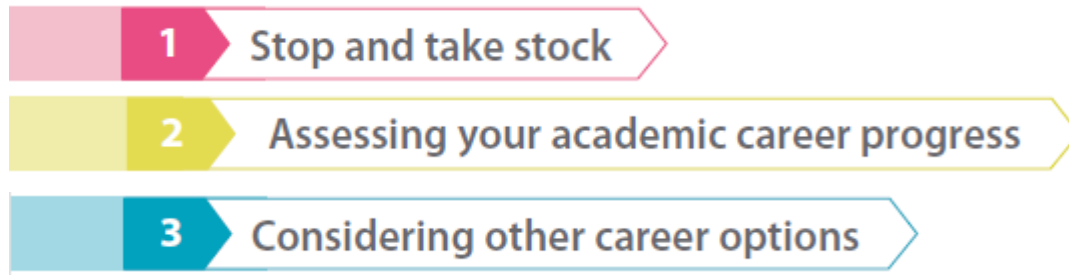 1 Stop and take stock
2 Assessing your academic career progress
3 Considering other career options